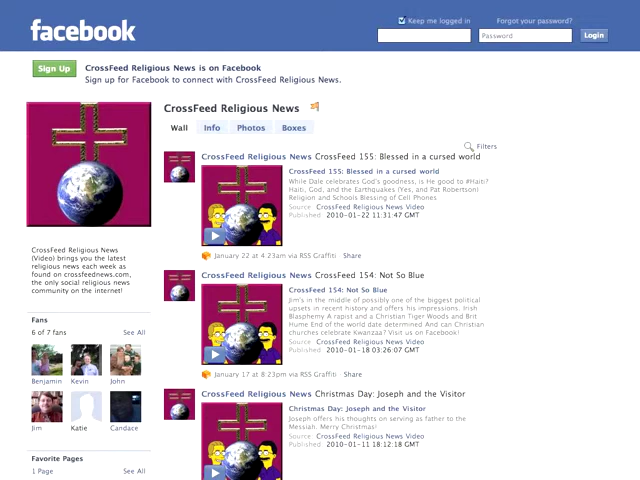 facebook
Keep me logged in
Forgot your password?
Password
Login
Sign Up
CrossFeed Religious News is on Facebook
Sign up for Facebook to connect with CrossFeed Religious News.
CrossFeed Religious News
Wall
Info
Photos
Boxes
Filters
CrossFeed Religious News CrossFeed 155: Blessed in a cursed world
CrossFeed 155: Blessed in a cursed world
While Dale celebrates God's goodness, is He good to #Haiti?
Haiti, God, and the Earthquakes (Yes, and Pat Robertson)
Religion and Schools Blessing of Cell Phones
Source: CrossFeed Religious News Video
Published: 2010-01-22 11:31:47 GMT
January 22 at 4:23am via RSS Graffiti · Share
CrossFeed Religious News CrossFeed 154: Not So Blue
CrossFeed 154: Not So Blue
Jim's in the middle of possibly one of the biggest political
upsets in recent history and offers his impressions. Irish
Blasphemy A rapist and a Christian Tiger Woods and Brit
Hume End of the world date determined And can Christian
churches celebrate Kwanzaa? Visit us on Facebook!
Source: CrossFeed Religious News Video
Published: 2010-01-18 03:26:07 GMT
January 17 at 8:23pm via RSS Graffiti · Share
CrossFeed Religious News Christmas Day: Joseph and the Visitor
Christmas Day: Joseph and the Visitor
Joseph offers his thoughts on serving as father to the
Messiah. Merry Christmas!
Source: CrossFeed Religious News Video
Published: 2010-01-11 18:12:18 GMT
CrossFeed Religious News
(Video) brings you the latest
religious news each week as
found on crossfeednews.com,
the only social religious news
community on the internet!
Fans
6 of 7 fans
See All
Benjamin
Kevin
John
Jim
Katie
Candace
Favorite Pages
1 Page
See All